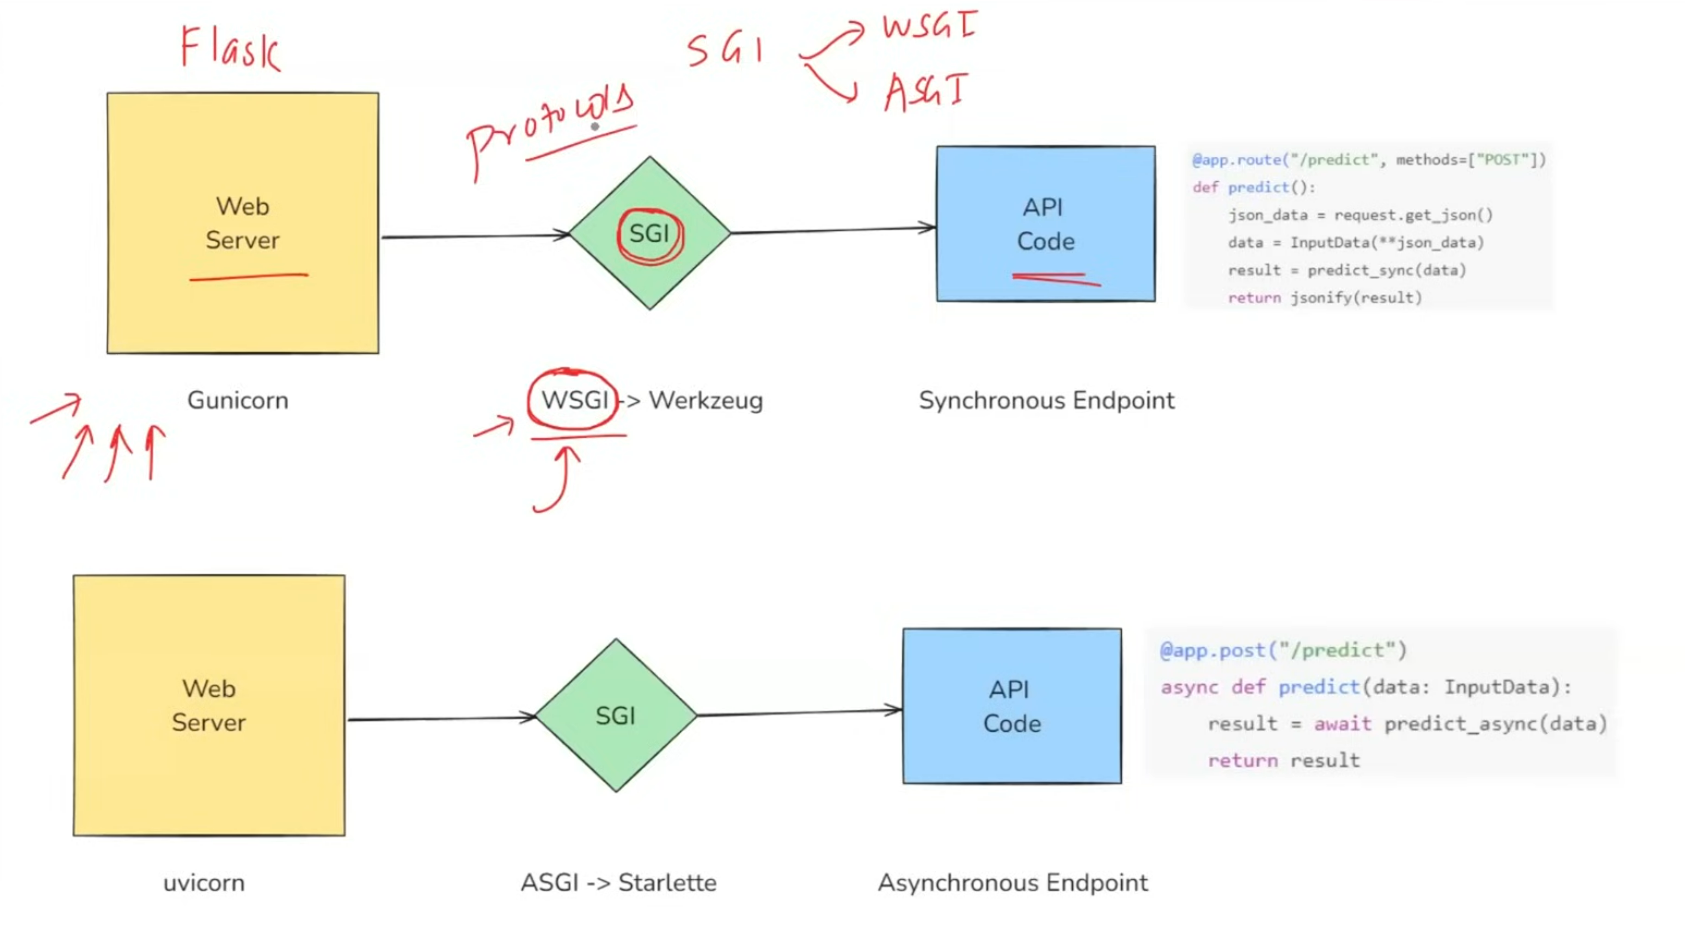 Flask
SGI
WSGI
ASGI
Protocols
Web
Server
SGI
API
Code
@app.route("/predict", methods=["POST"])
def predict():
json_data = request.get_json()
data = InputData(**json_data)
result = predict_sync(data)
return jsonify(result)
Gunicorn
WSGI -> Werkzeug
Synchronous Endpoint
Web
Server
SGI
API
Code
@app.post("/predict")
async def predict(data: InputData):
result = await predict_async(data)
return result
uvicorn
ASGI -> Starlette
Asynchronous Endpoint